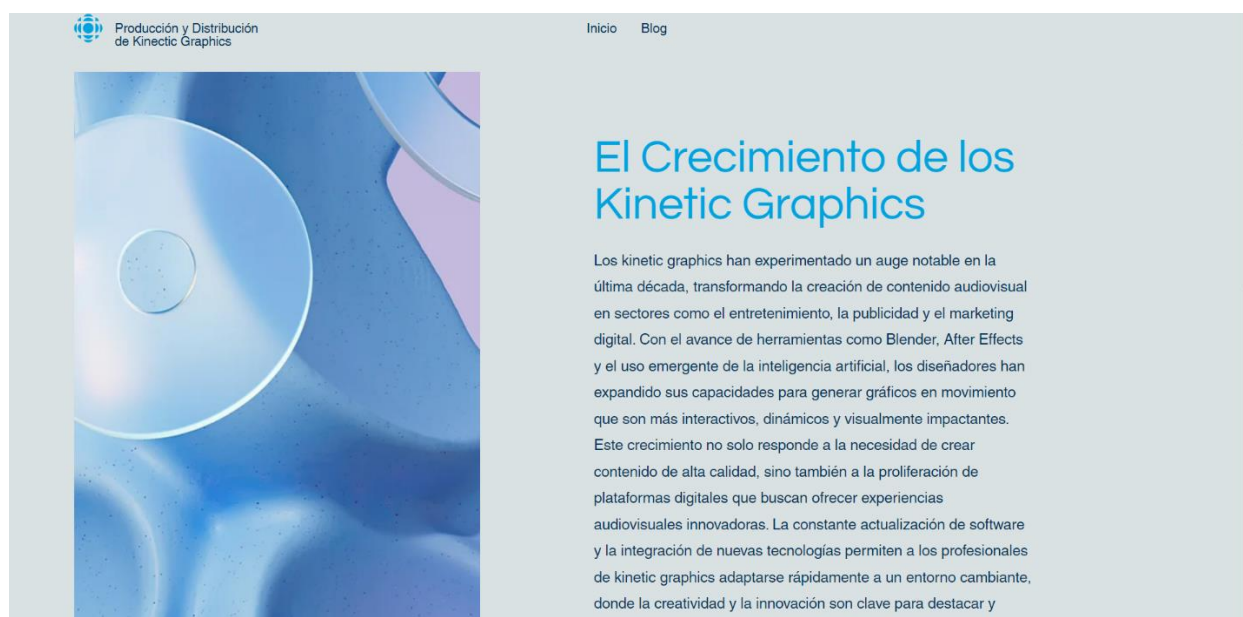 Producción y Distribución
de Kinectic Graphics
Inicio Blog
El Crecimiento de los
Kinetic Graphics
Los kinetic graphics han experimentado un auge notable en la
última década, transformando la creación de contenido audiovisual
en sectores como el entretenimiento, la publicidad y el marketing
digital. Con el avance de herramientas como Blender, After Effects
y el uso emergente de la inteligencia artificial, los diseñadores han
expandido sus capacidades para generar gráficos en movimiento
que son más interactivos, dinámicos y visualmente impactantes.
Este crecimiento no solo responde a la necesidad de crear
contenido de alta calidad, sino también a la proliferación de
plataformas digitales que buscan ofrecer experiencias
audiovisuales innovadoras. La constante actualización de software
y la integración de nuevas tecnologías permiten a los profesionales
de kinetic graphics adaptarse rápidamente a un entorno cambiante,
donde la creatividad y la innovación son clave para destacar y